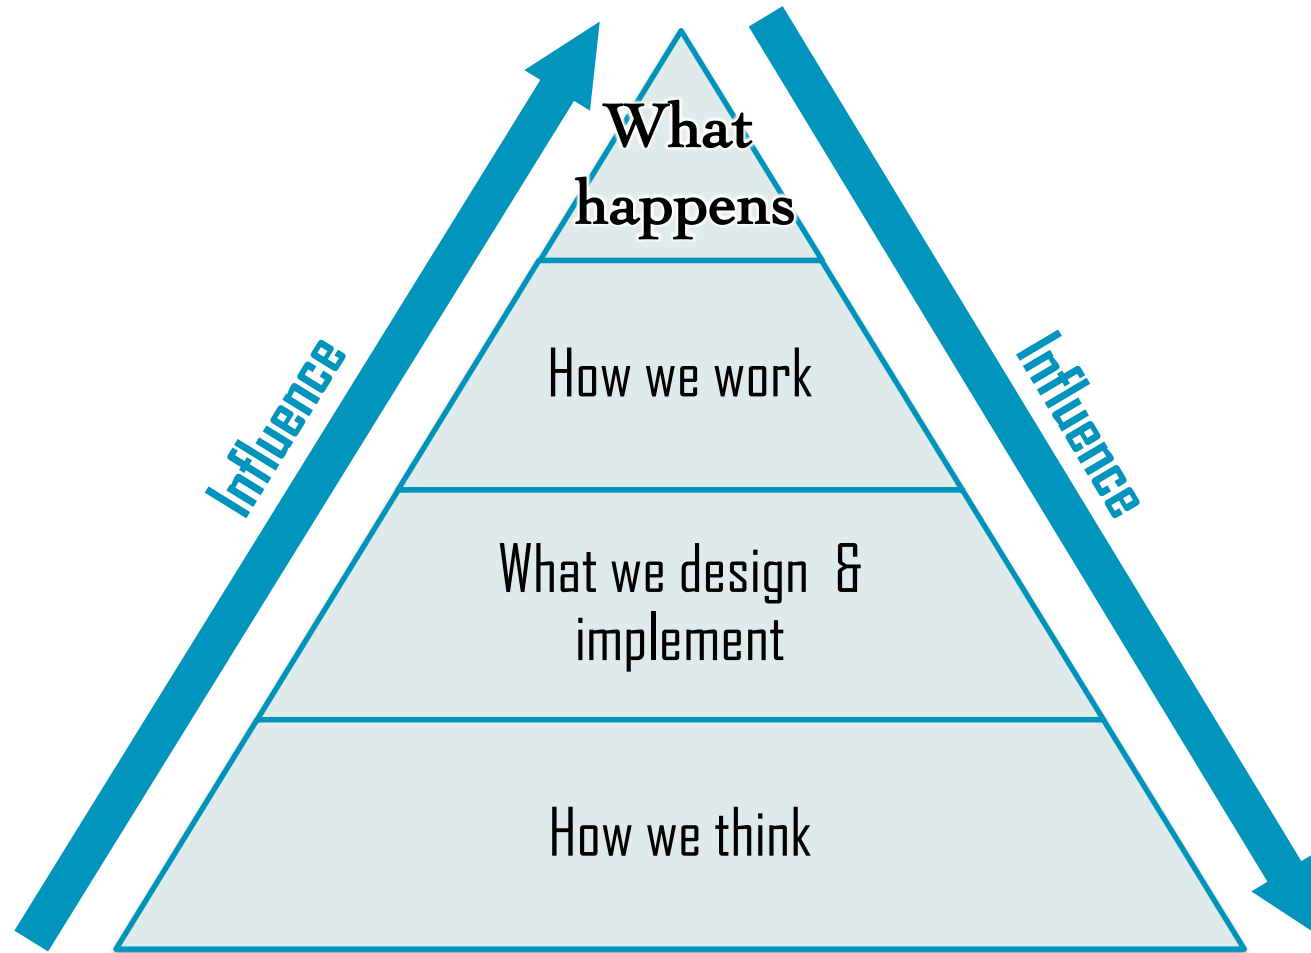 What
happens
How we work
Influence
Influence
What we design &
implement
How we think